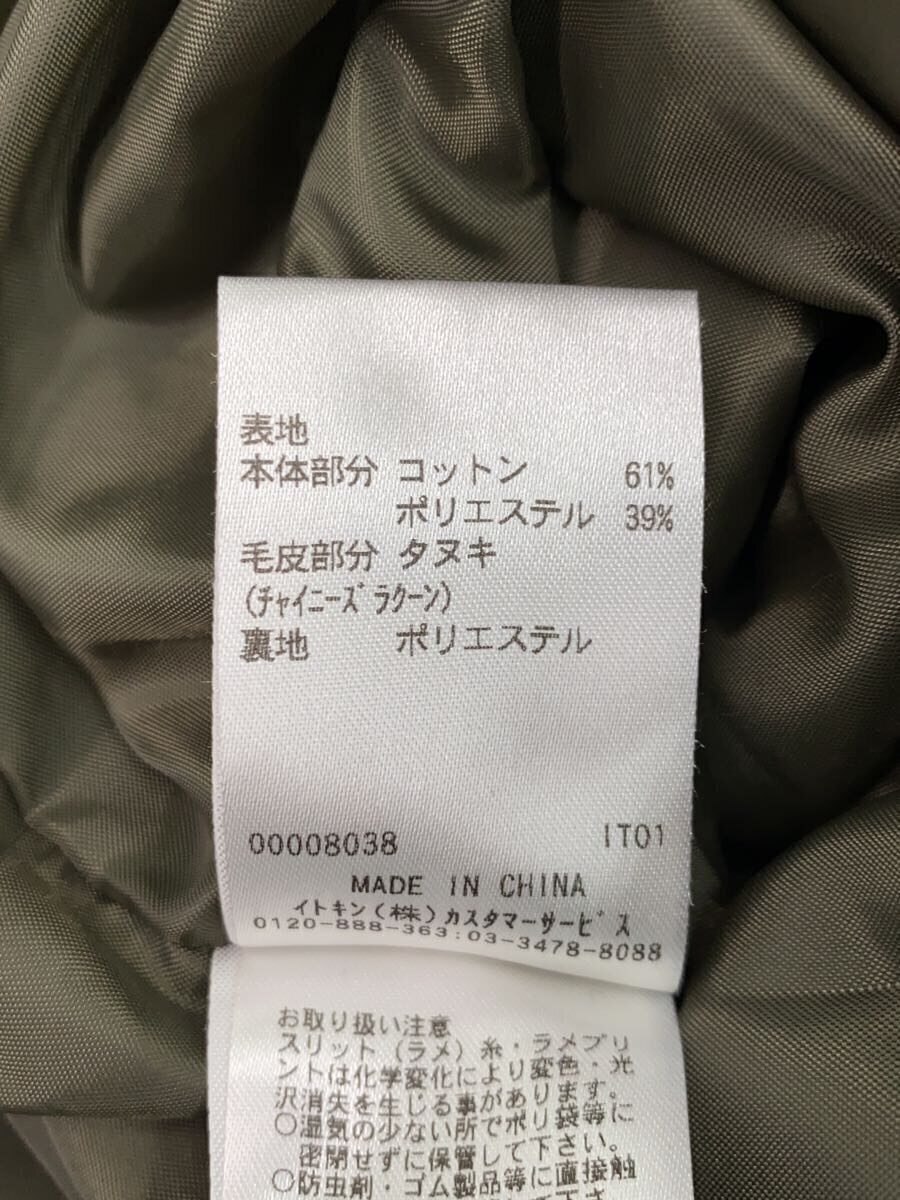 表地
本体部分 コットン 61%
ポリエステル 39%
毛皮部分 タヌキ
(チャイニーズラクーン)
裏地 ポリエステル
00008038 IT01
MADE IN CHINA
イトキン(株)カスタマーサービス
0120-888-363:03-3478-8088
お取り扱い注意
スリット(ラメ)糸・ラメプリ
ントは化学変化により変色・光
沢消失を生じる事があります。
○湿気の少ない所でポリ袋等に
密閉せずに保管して下さい。
○防虫剤・ゴム製品等に直接触